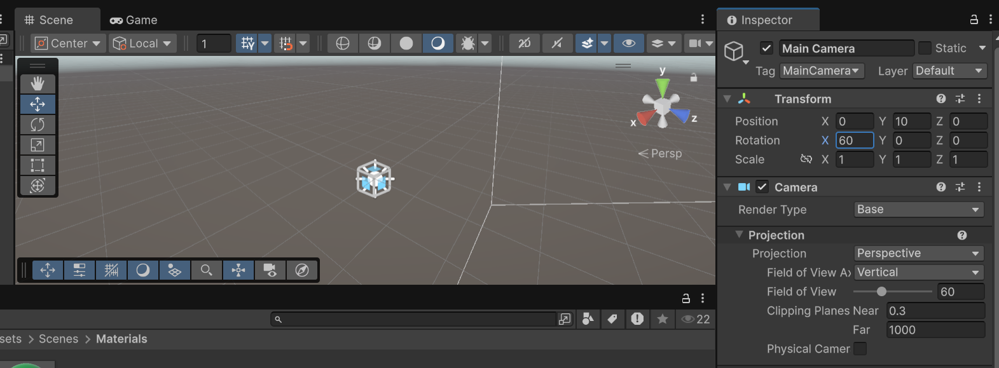 Scene
Game
Center
Local
1
2D
y
x
z
Persp
22
sets > Scenes > Materials
Inspector
Main Camera
Static
Tag MainCamera Layer Default
Transform
Position X 0 Y 10 Z 0
Rotation X 60 Y 0 Z 0
Scale X 1 Y 1 Z 1
Camera
Render Type Base
Projection
Projection Perspective
Field of View Ax Vertical
Field of View 60
Clipping Planes Near 0.3
Far 1000
Physical Camer